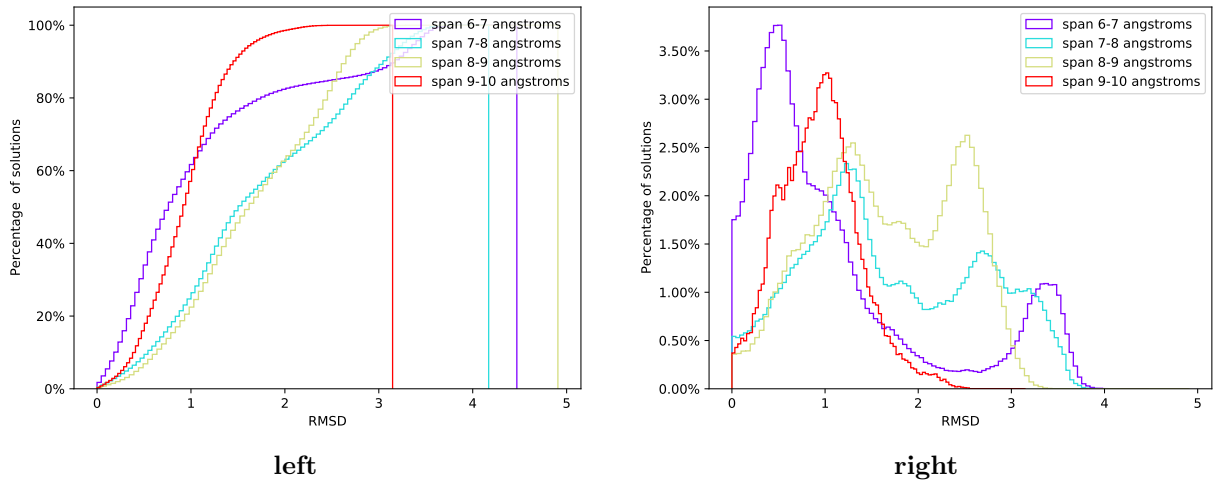 100%
80%
60%
40%
20%
0%
Percentage of solutions
0 1 2 3 4 5
RMSD
span 6-7 angstroms
span 7-8 angstroms
span 8-9 angstroms
span 9-10 angstroms
left
3.50%
3.00%
2.50%
2.00%
1.50%
1.00%
0.50%
0.00%
Percentage of solutions
0 1 2 3 4 5
RMSD
span 6-7 angstroms
span 7-8 angstroms
span 8-9 angstroms
span 9-10 angstroms
right